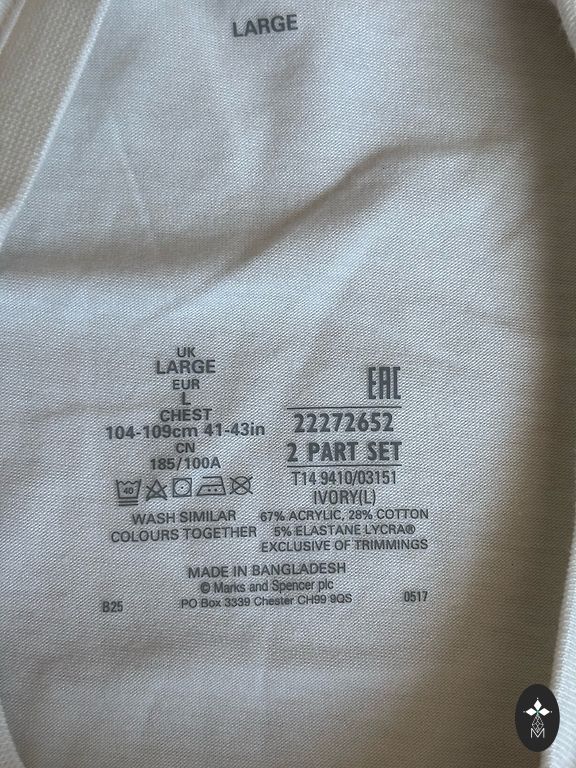 LARGE
UK
LARGE
EUR
L
CHEST
104-109cm 41-43in
CN
185/100A
40
WASH SIMILAR
COLOURS TOGETHER
EAC
22272652
2 PART SET
T14 9410/03151
IVORY(L)
67% ACRYLIC, 28% COTTON
5% ELASTANE LYCRA®
EXCLUSIVE OF TRIMMINGS
MADE IN BANGLADESH
© Marks and Spencer plc
PO Box 3339 Chester CH99 9QS
B25
0517
M